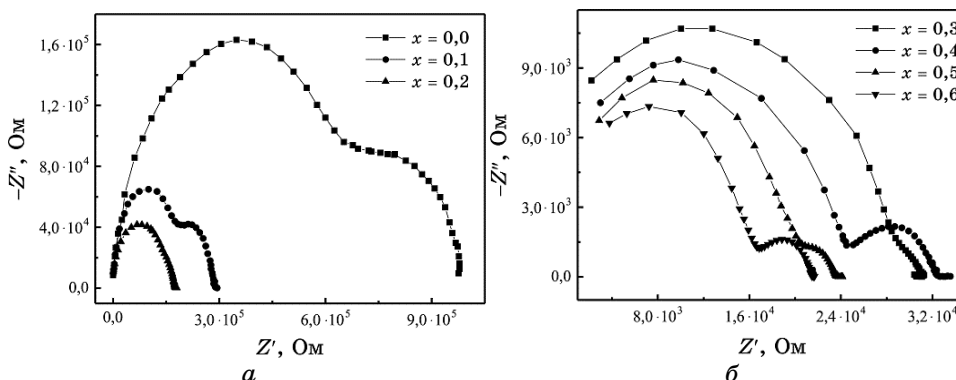 1,6·10⁵
1,2·10⁵
8,0·10⁴
4,0·10⁴
0,0
−Z″, Ом
x = 0,0
x = 0,1
x = 0,2
0,0
3,0·10⁵
6,0·10⁵
9,0·10⁵
Z′, Ом
а
9,0·10³
6,0·10³
3,0·10³
0,0
−Z″, Ом
x = 0,3
x = 0,4
x = 0,5
x = 0,6
8,0·10³
1,6·10⁴
2,4·10⁴
3,2·10⁴
Z′, Ом
б